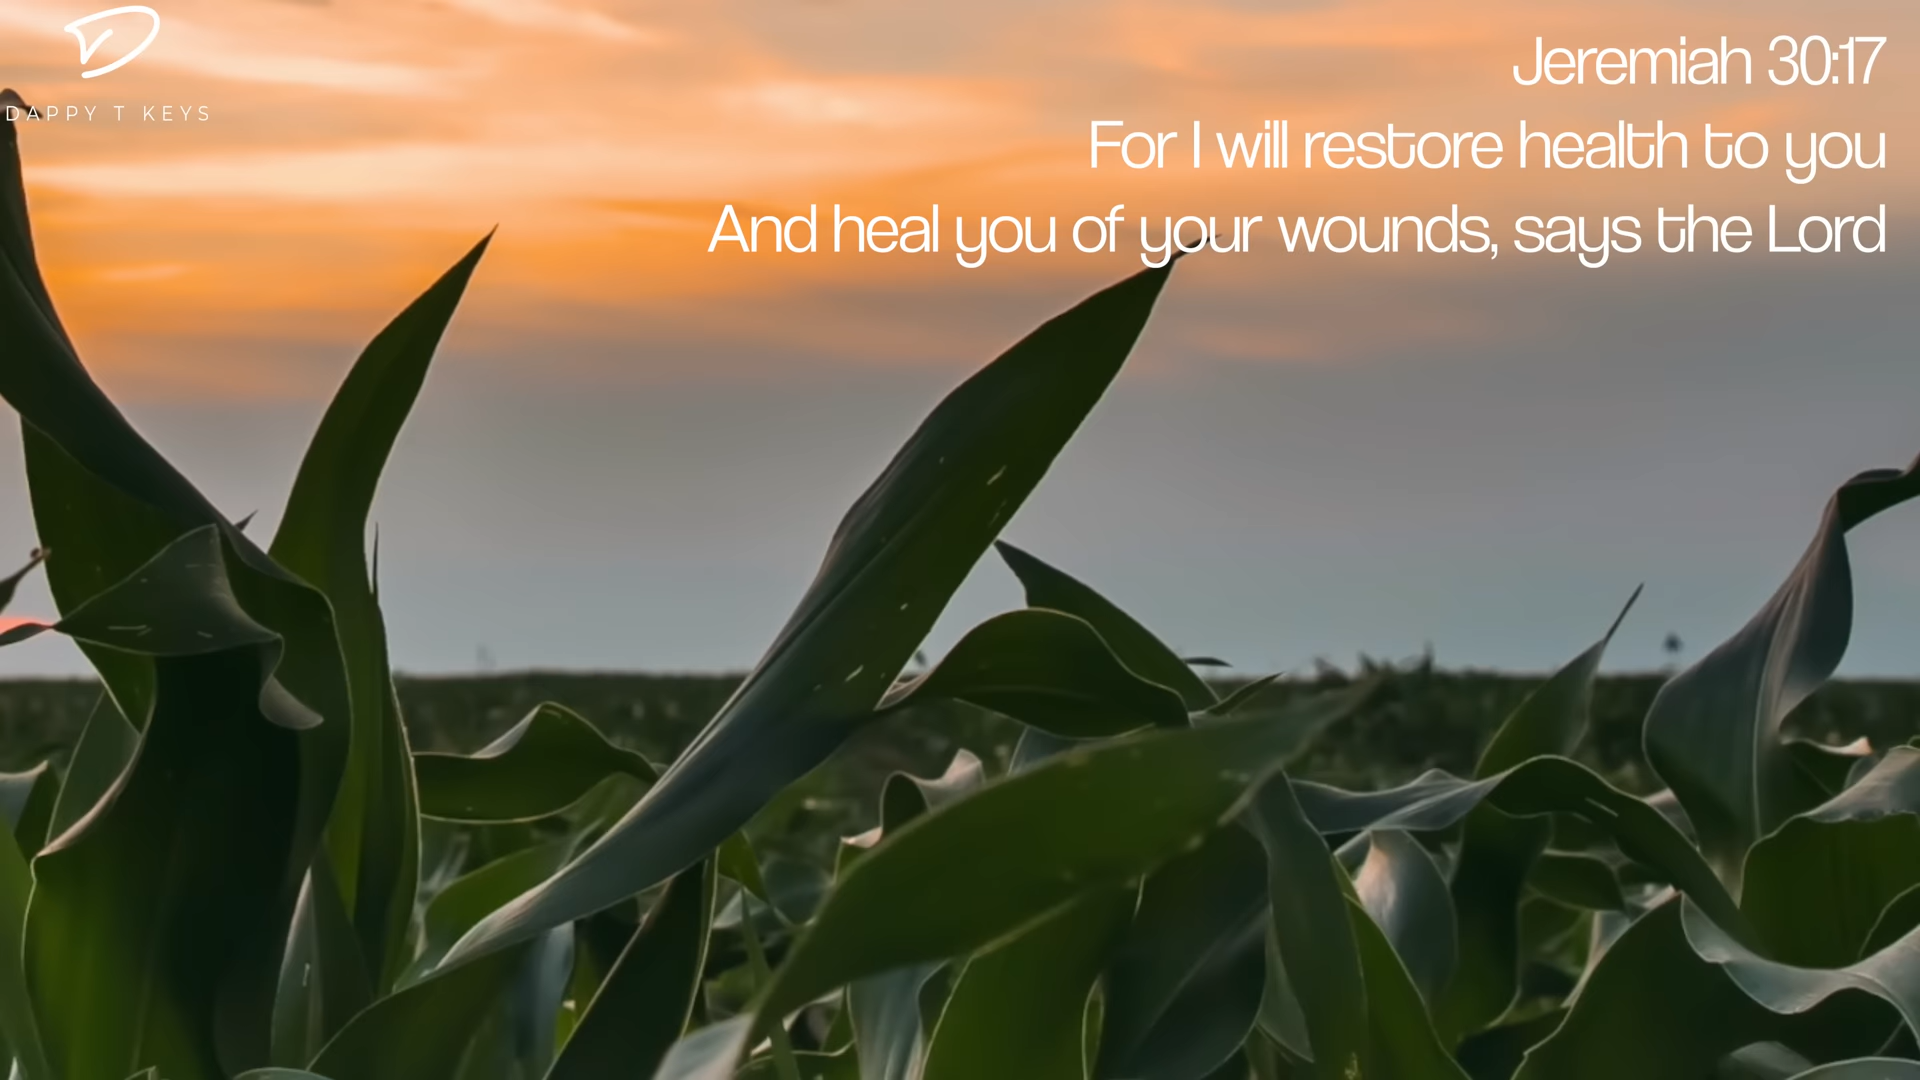 DAPPY T KEYS
Jeremiah 30:17
For I will restore health to you
And heal you of your wounds, says the Lord